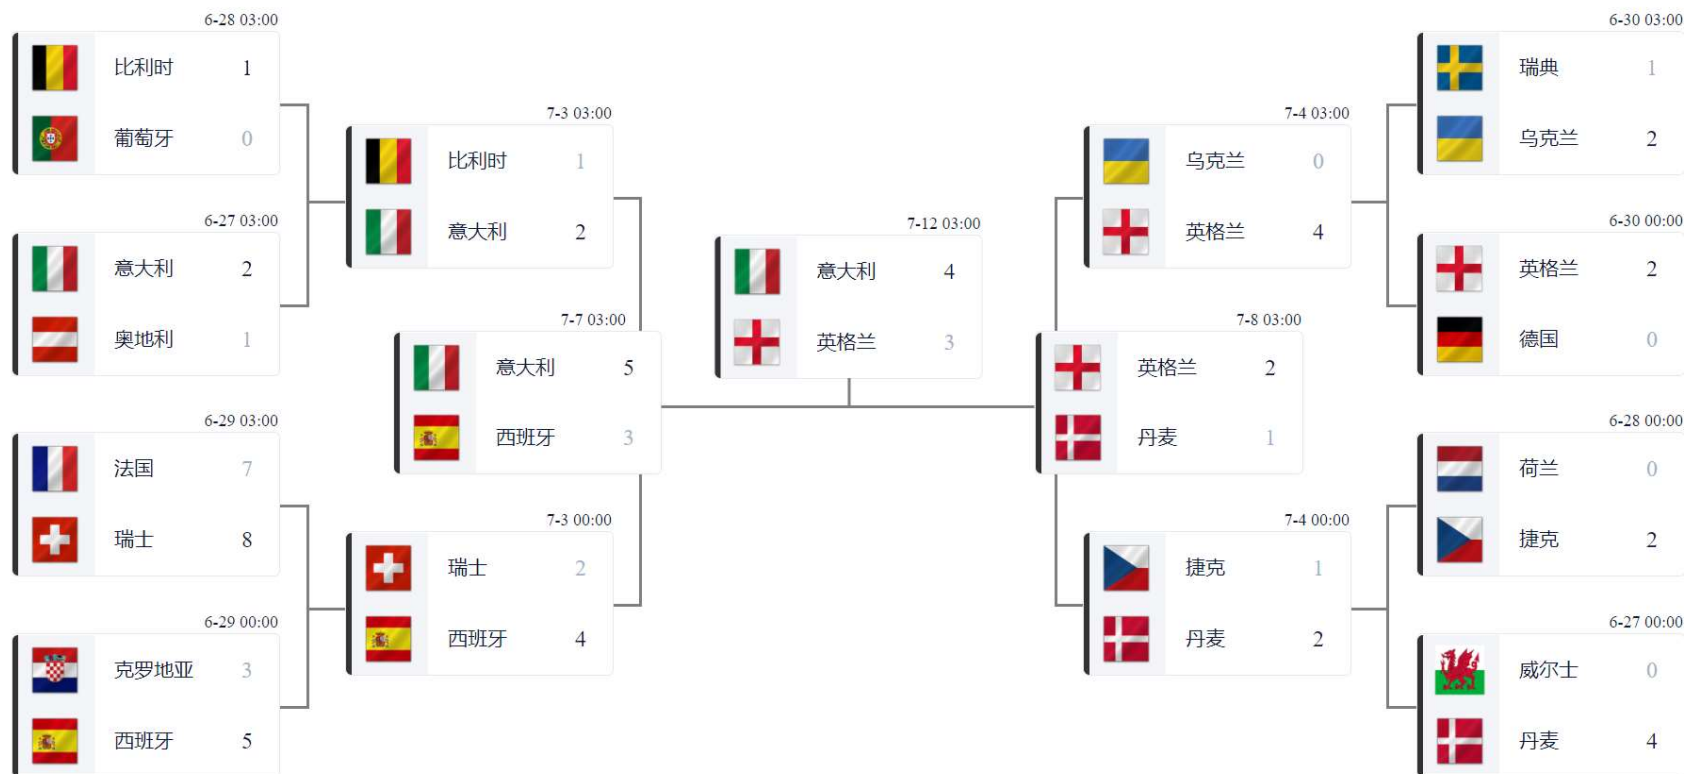 6-28 03:00
比利时 1
葡萄牙 0
6-27 03:00
意大利 2
奥地利 1
6-29 03:00
法国 7
瑞士 8
6-29 00:00
克罗地亚 3
西班牙 5
7-3 03:00
比利时 1
意大利 2
7-3 00:00
瑞士 2
西班牙 4
7-7 03:00
意大利 5
西班牙 3
7-12 03:00
意大利 4
英格兰 3
7-8 03:00
英格兰 2
丹麦 1
7-4 03:00
乌克兰 0
英格兰 4
7-4 00:00
捷克 1
丹麦 2
6-30 03:00
瑞典 1
乌克兰 2
6-30 00:00
英格兰 2
德国 0
6-28 00:00
荷兰 0
捷克 2
6-27 00:00
威尔士 0
丹麦 4